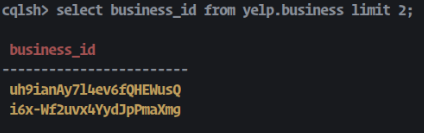 cqlsh> select business_id from yelp.business limit 2;
business_id
------------------------
uh9ianAy7l4ev6fQHEWusQ
i6x-Wf2uvx4YydJpPmaXmg